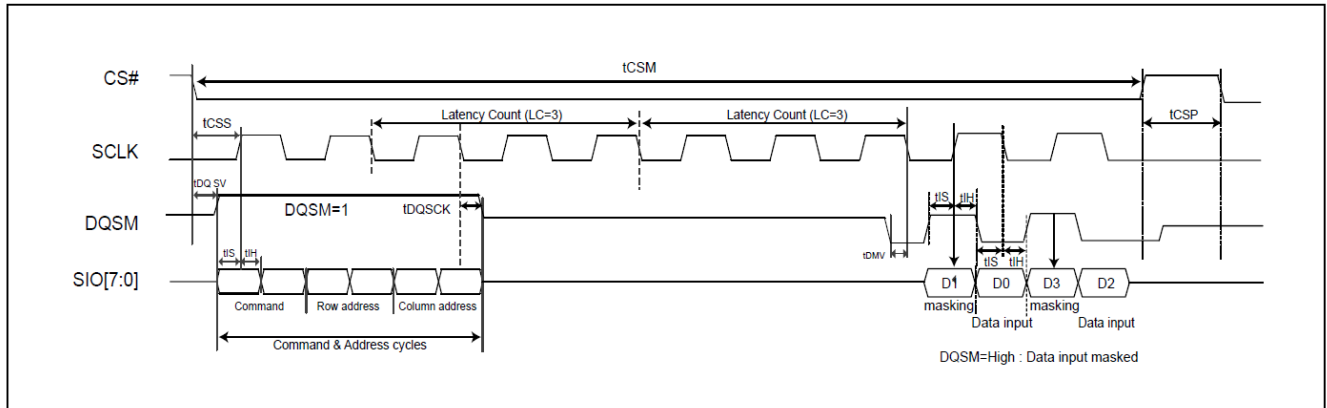 tCSM
CS#
tCSS
Latency Count (LC=3)
Latency Count (LC=3)
tCSP
SCLK
tDQ SV
DQSM=1
tDQSCK
tIS
tIH
DQSM
tIS
tIH
tDMV
tIS
tIH
SIO[7:0]
D1
D0
D3
D2
Command
Row address
Column address
masking
masking
Data input
Data input
Command & Address cycles
DQSM=High : Data input masked